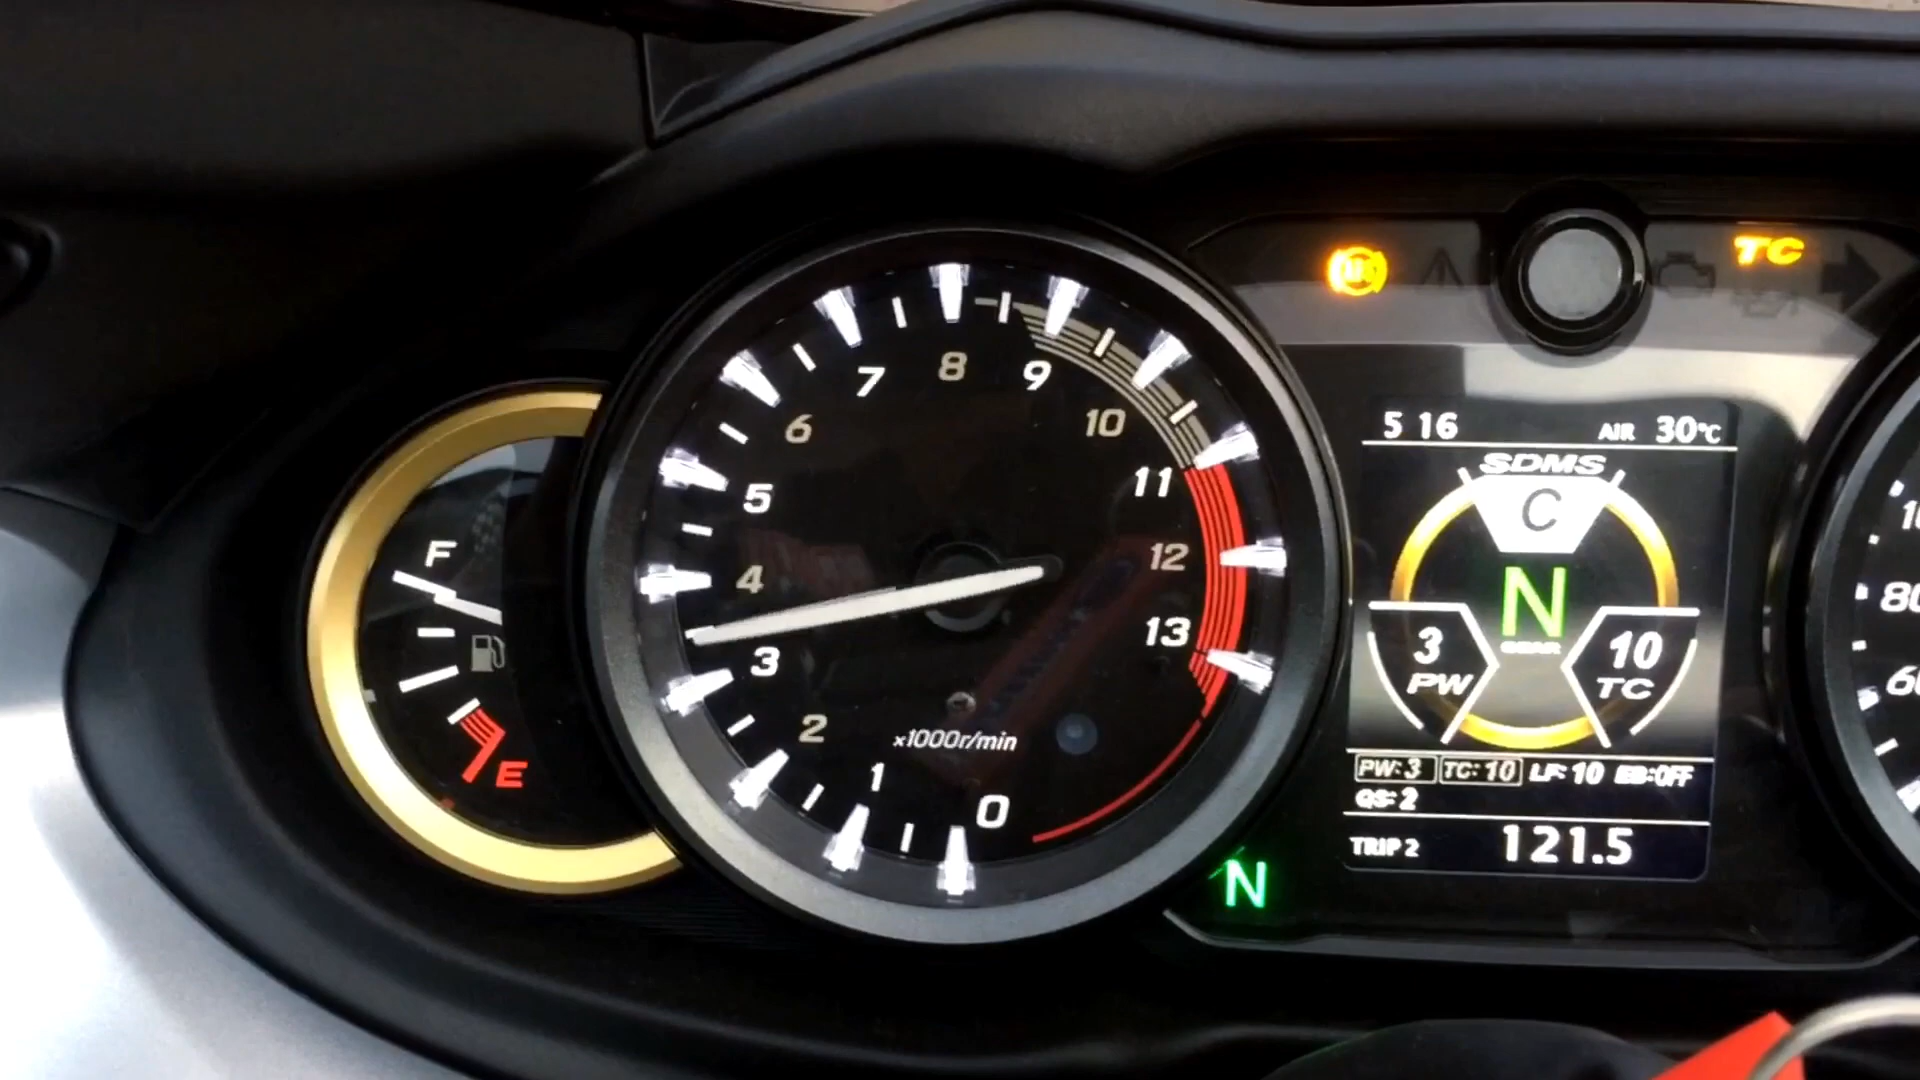 F
E
0
1
2
3
4
5
6
7
8
9
10
11
12
13
x1000r/min
TC
5 16 AIR 30°C
SDMS
C
N
GEAR
3
PW
10
TC
PW:3 TC:10 LF:10 EB:OFF
QS:2
TRIP 2 121.5
N